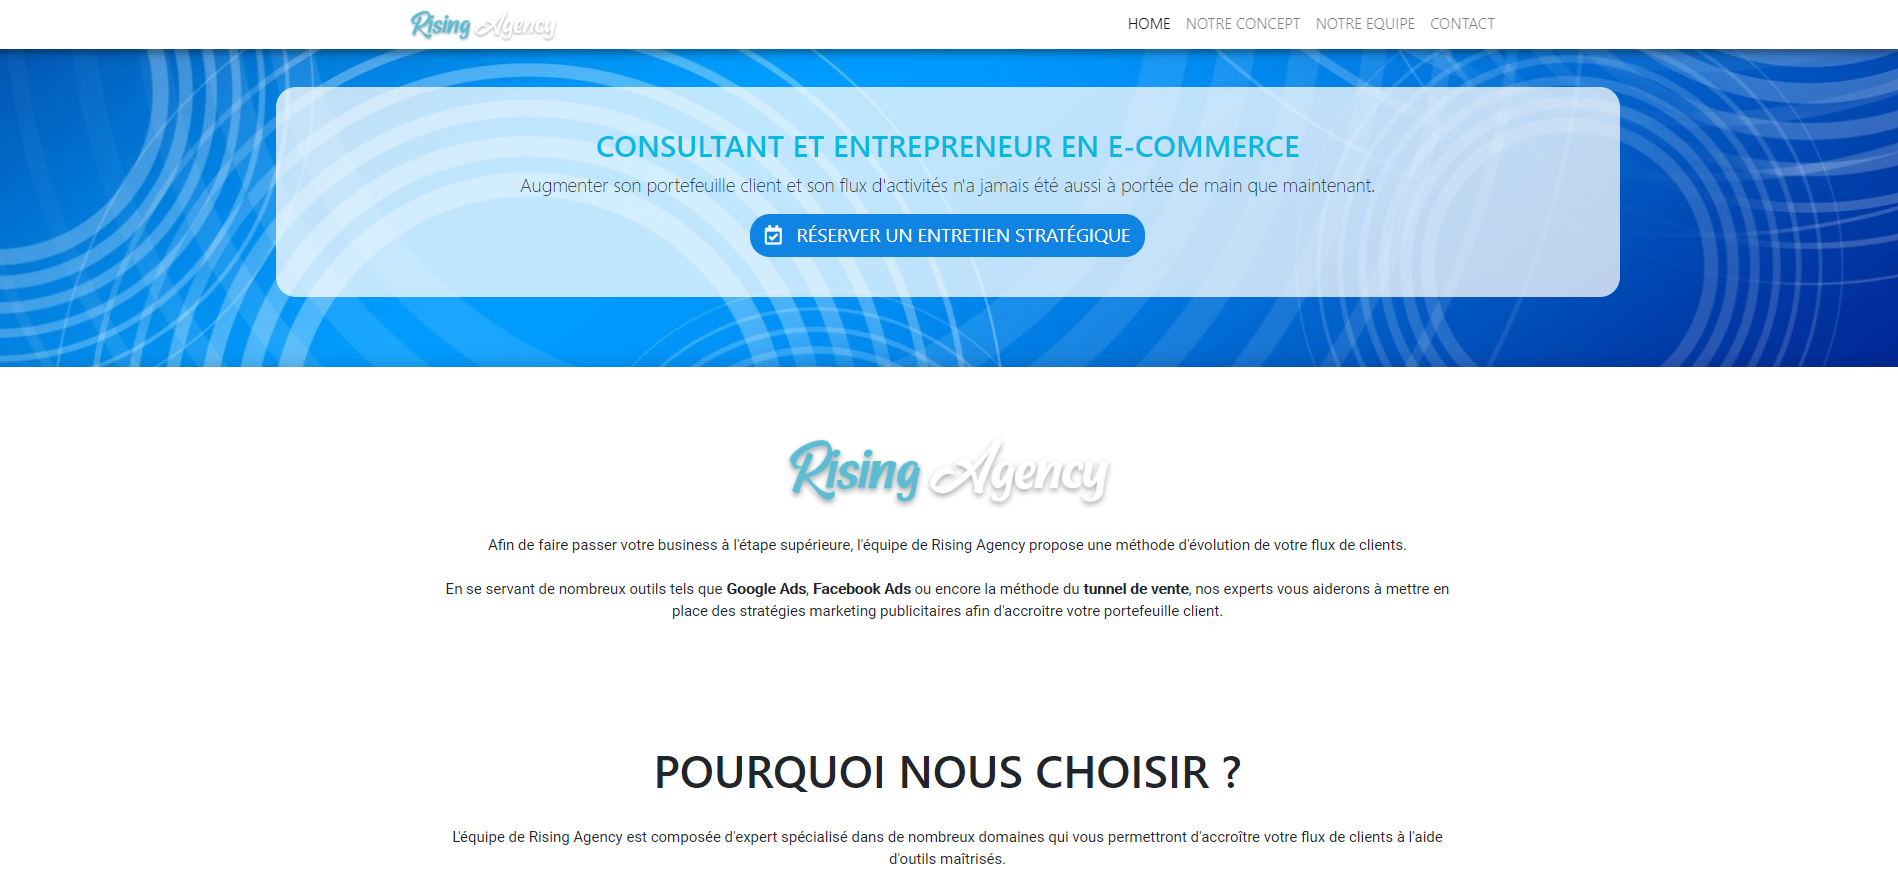 Rising Agency
HOME NOTRE CONCEPT NOTRE EQUIPE CONTACT
CONSULTANT ET ENTREPRENEUR EN E-COMMERCE
Augmenter son portefeuille client et son flux d'activités n'a jamais été aussi à portée de main que maintenant.
RÉSERVER UN ENTRETIEN STRATÉGIQUE
Rising Agency
Afin de faire passer votre business à l'étape supérieure, l'équipe de Rising Agency propose une méthode d'évolution de votre flux de clients.
En se servant de nombreux outils tels que Google Ads, Facebook Ads ou encore la méthode du tunnel de vente, nos experts vous aiderons à mettre en
place des stratégies marketing publicitaires afin d'accroitre votre portefeuille client.
POURQUOI NOUS CHOISIR ?
L'équipe de Rising Agency est composée d'expert spécialisé dans de nombreux domaines qui vous permettront d'accroître votre flux de clients à l'aide
d'outils maîtrisés.